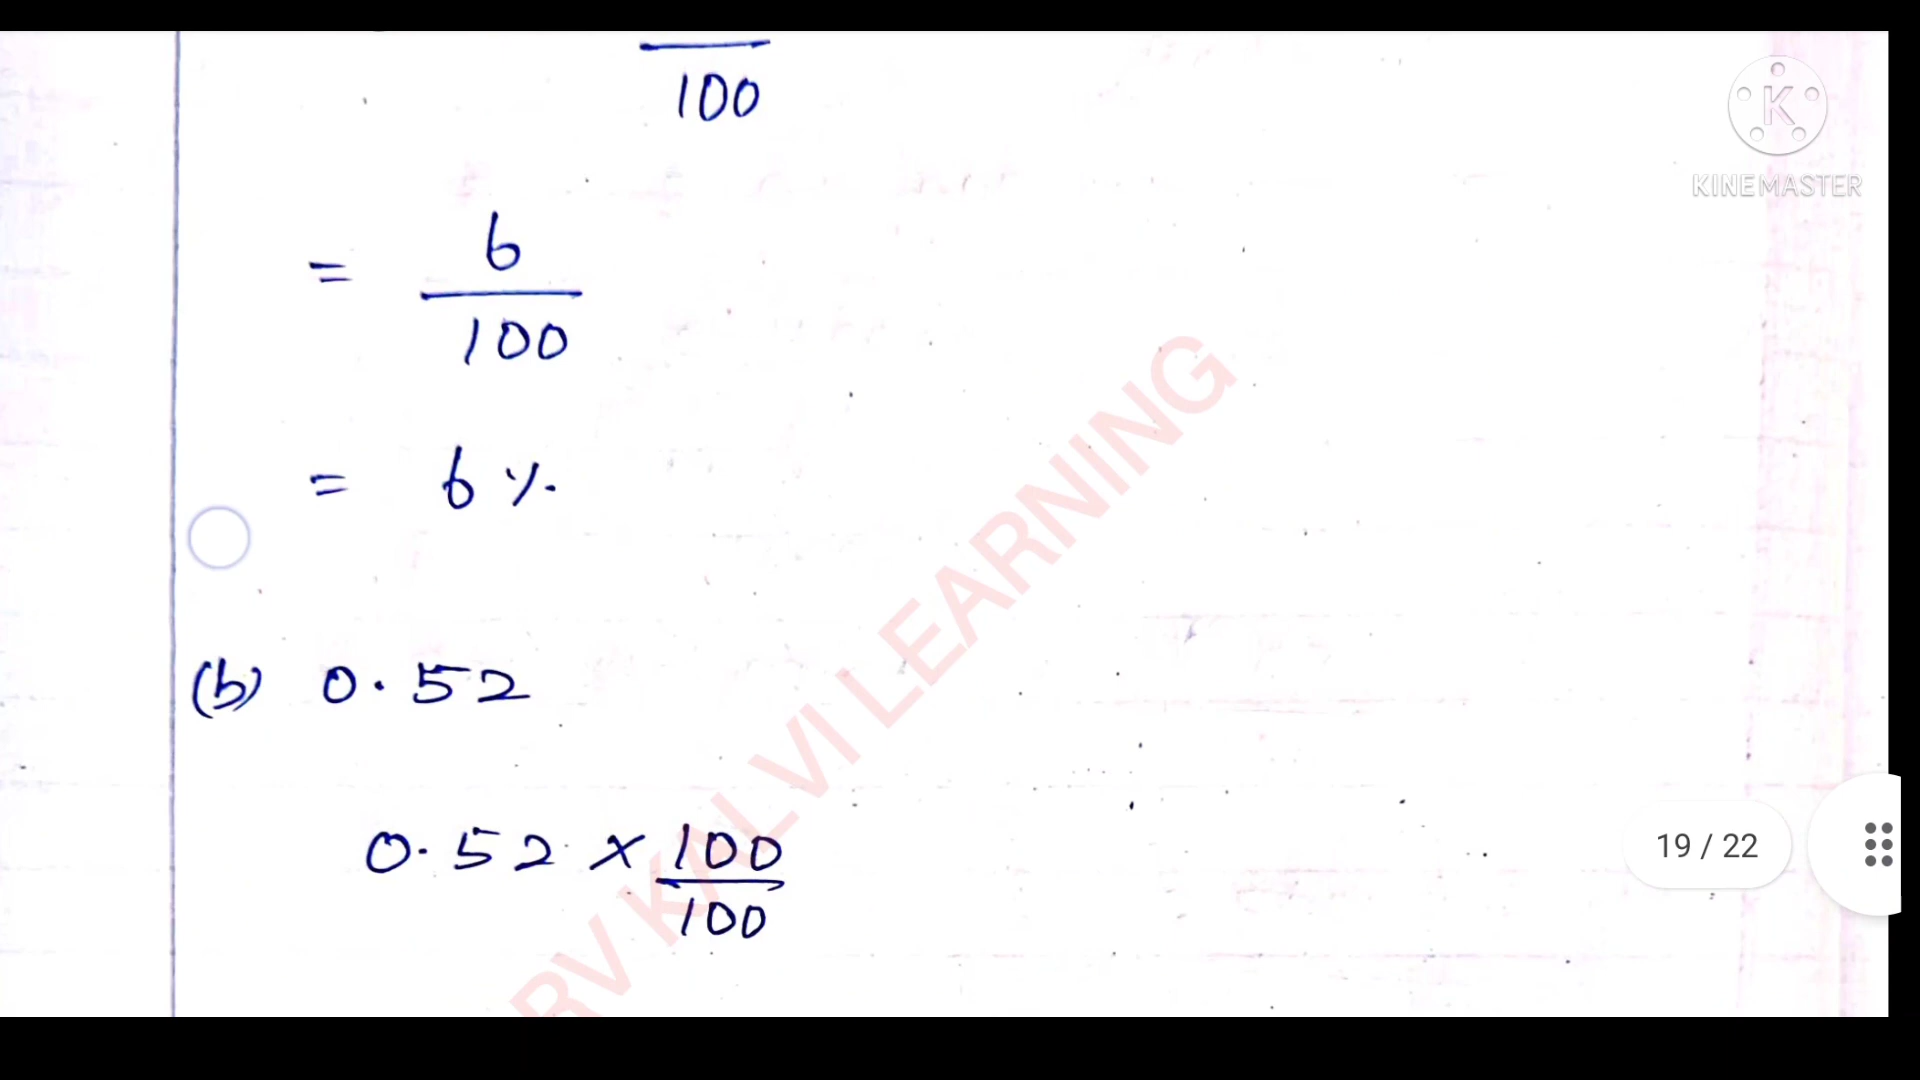 100
KINEMASTER
= 6
100
= 6 %
(b) 0.52
0.52 × 100
100
19 / 22
RV KALVI LEARNING